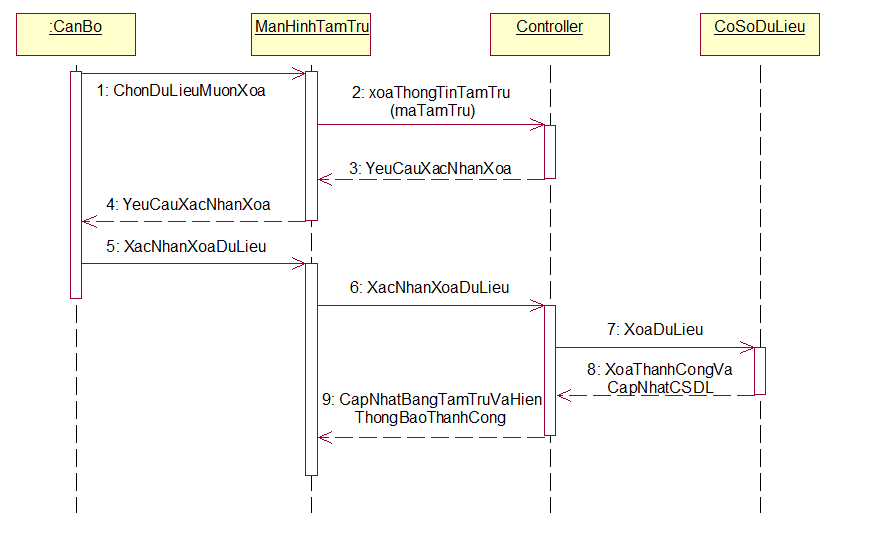 :CanBo
ManHinhTamTru
Controller
CoSoDuLieu
1: ChonDuLieuMuonXoa
2: xoaThongTinTamTru
(maTamTru)
3: YeuCauXacNhanXoa
4: YeuCauXacNhanXoa
5: XacNhanXoaDuLieu
6: XacNhanXoaDuLieu
7: XoaDuLieu
8: XoaThanhCongVa
CapNhatCSDL
9: CapNhatBangTamTruVaHien
ThongBaoThanhCong